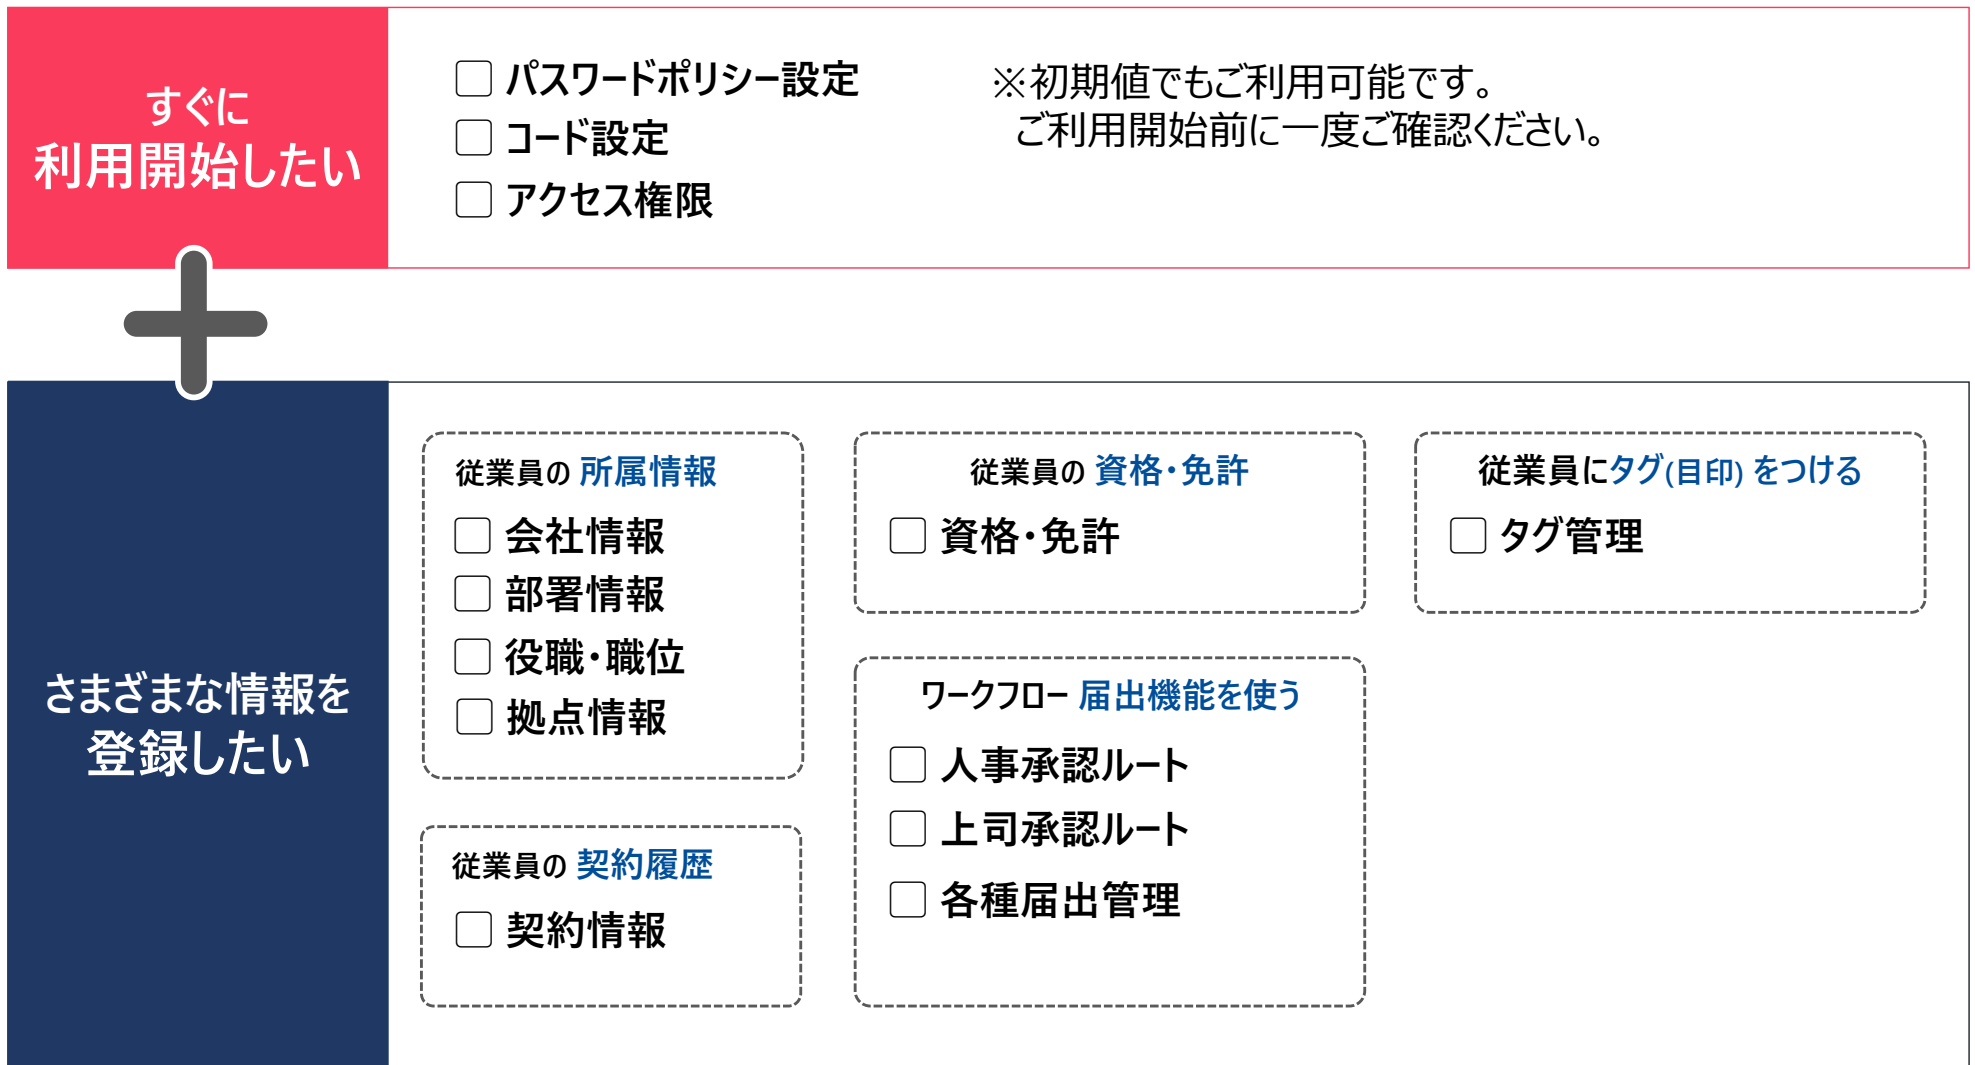 すぐに
利用開始したい
□ パスワードポリシー設定
□ コード設定
□ アクセス権限
※初期値でもご利用可能です。
ご利用開始前に一度ご確認ください。
さまざまな情報を
登録したい
従業員の 所属情報
□ 会社情報
□ 部署情報
□ 役職・職位
□ 拠点情報
従業員の 契約履歴
□ 契約情報
従業員の 資格・免許
□ 資格・免許
ワークフロー 届出機能を使う
□ 人事承認ルート
□ 上司承認ルート
□ 各種届出管理
従業員にタグ(目印) をつける
□ タグ管理